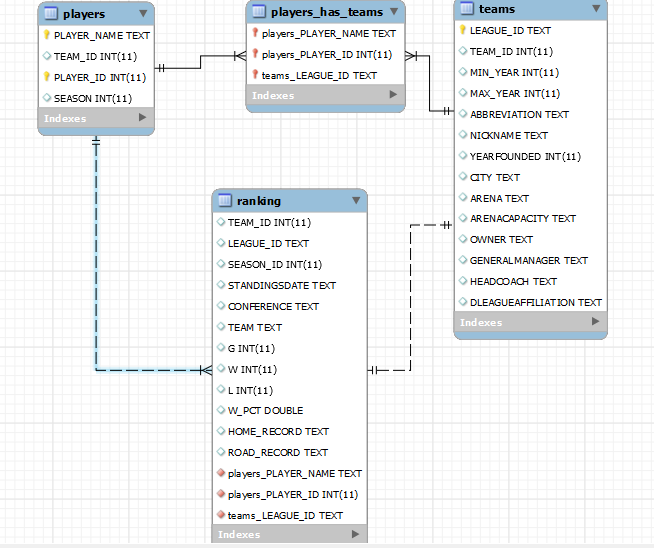 players
PLAYER_NAME TEXT
TEAM_ID INT(11)
PLAYER_ID INT(11)
SEASON INT(11)
Indexes
players_has_teams
players_PLAYER_NAME TEXT
players_PLAYER_ID INT(11)
teams_LEAGUE_ID TEXT
Indexes
teams
LEAGUE_ID TEXT
TEAM_ID INT(11)
MIN_YEAR INT(11)
MAX_YEAR INT(11)
ABBREVIATION TEXT
NICKNAME TEXT
YEARFOUNDED INT(11)
CITY TEXT
ARENA TEXT
ARENACAPACITY TEXT
OWNER TEXT
GENERALMANAGER TEXT
HEADCOACH TEXT
DLEAGUEAFFILIATION TEXT
Indexes
ranking
TEAM_ID INT(11)
LEAGUE_ID TEXT
SEASON_ID INT(11)
STANDINGSDATE TEXT
CONFERENCE TEXT
TEAM TEXT
G INT(11)
W INT(11)
L INT(11)
W_PCT DOUBLE
HOME_RECORD TEXT
ROAD_RECORD TEXT
players_PLAYER_NAME TEXT
players_PLAYER_ID INT(11)
teams_LEAGUE_ID TEXT
Indexes